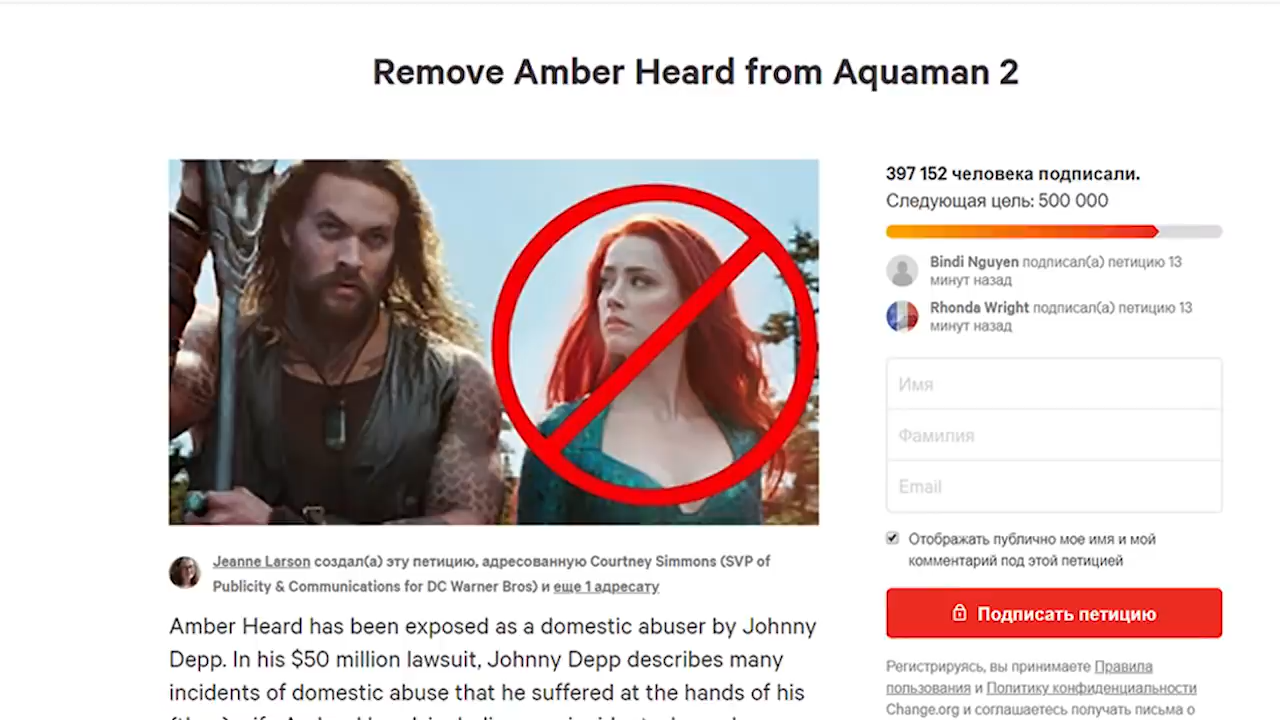 Remove Amber Heard from Aquaman 2
397 152 человека подписали.
Следующая цель: 500 000
Bindi Nguyen подписал(а) петицию 13
минут назад
Rhonda Wright подписал(а) петицию 13
минут назад
Имя
Фамилия
Email
Отображать публично мое имя и мой
комментарий под этой петицией
Подписать петицию
Регистрируясь, вы принимаете Правила
пользования и Политику конфиденциальности
Change.org и соглашаетесь получать письма о
Jeanne Larson создал(а) эту петицию, адресованную Courtney Simmons (SVP of
Publicity & Communications for DC Warner Bros) и еще 1 адресату
Amber Heard has been exposed as a domestic abuser by Johnny
Depp. In his $50 million lawsuit, Johnny Depp describes many
incidents of domestic abuse that he suffered at the hands of his